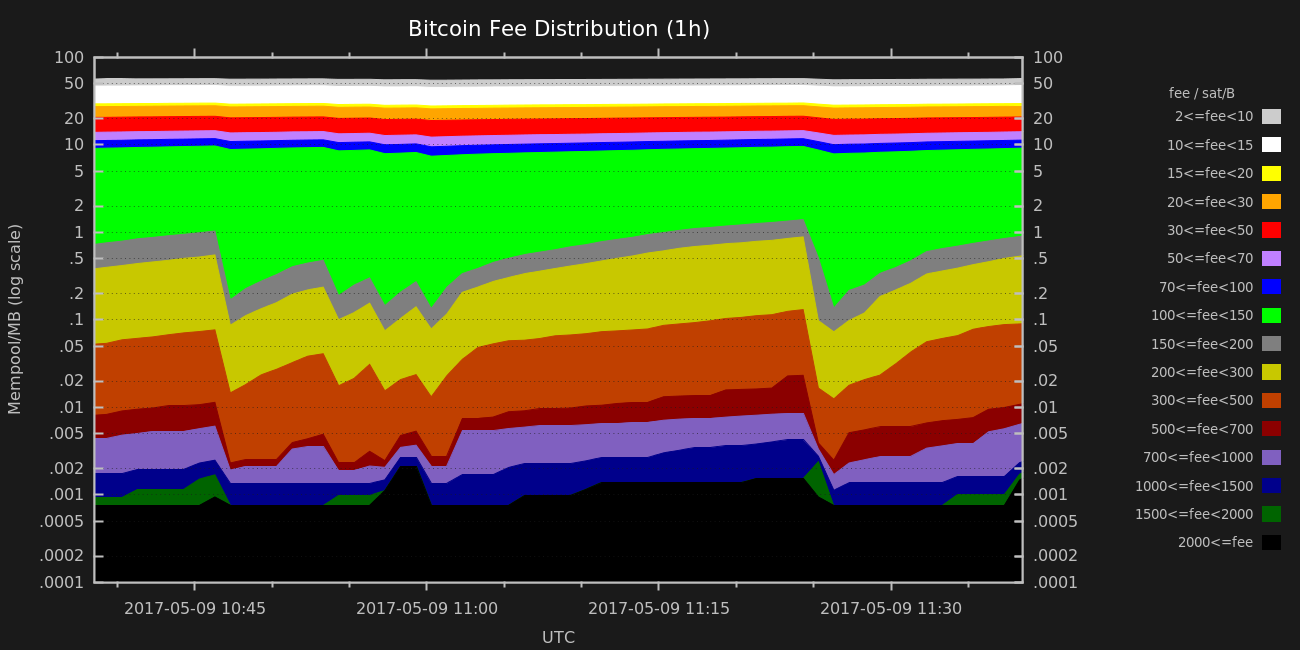 Bitcoin Fee Distribution (1h)
100
50
20
10
5
2
1
.5
.2
.1
.05
.02
.01
.005
.002
.001
.0005
.0002
.0001
Mempool/MB (log scale)
100
50
20
10
5
2
1
.5
.2
.1
.05
.02
.01
.005
.002
.001
.0005
.0002
.0001
2017-05-09 10:45
2017-05-09 11:00
2017-05-09 11:15
2017-05-09 11:30
UTC
fee / sat/B
2<=fee<10
10<=fee<15
15<=fee<20
20<=fee<30
30<=fee<50
50<=fee<70
70<=fee<100
100<=fee<150
150<=fee<200
200<=fee<300
300<=fee<500
500<=fee<700
700<=fee<1000
1000<=fee<1500
1500<=fee<2000
2000<=fee